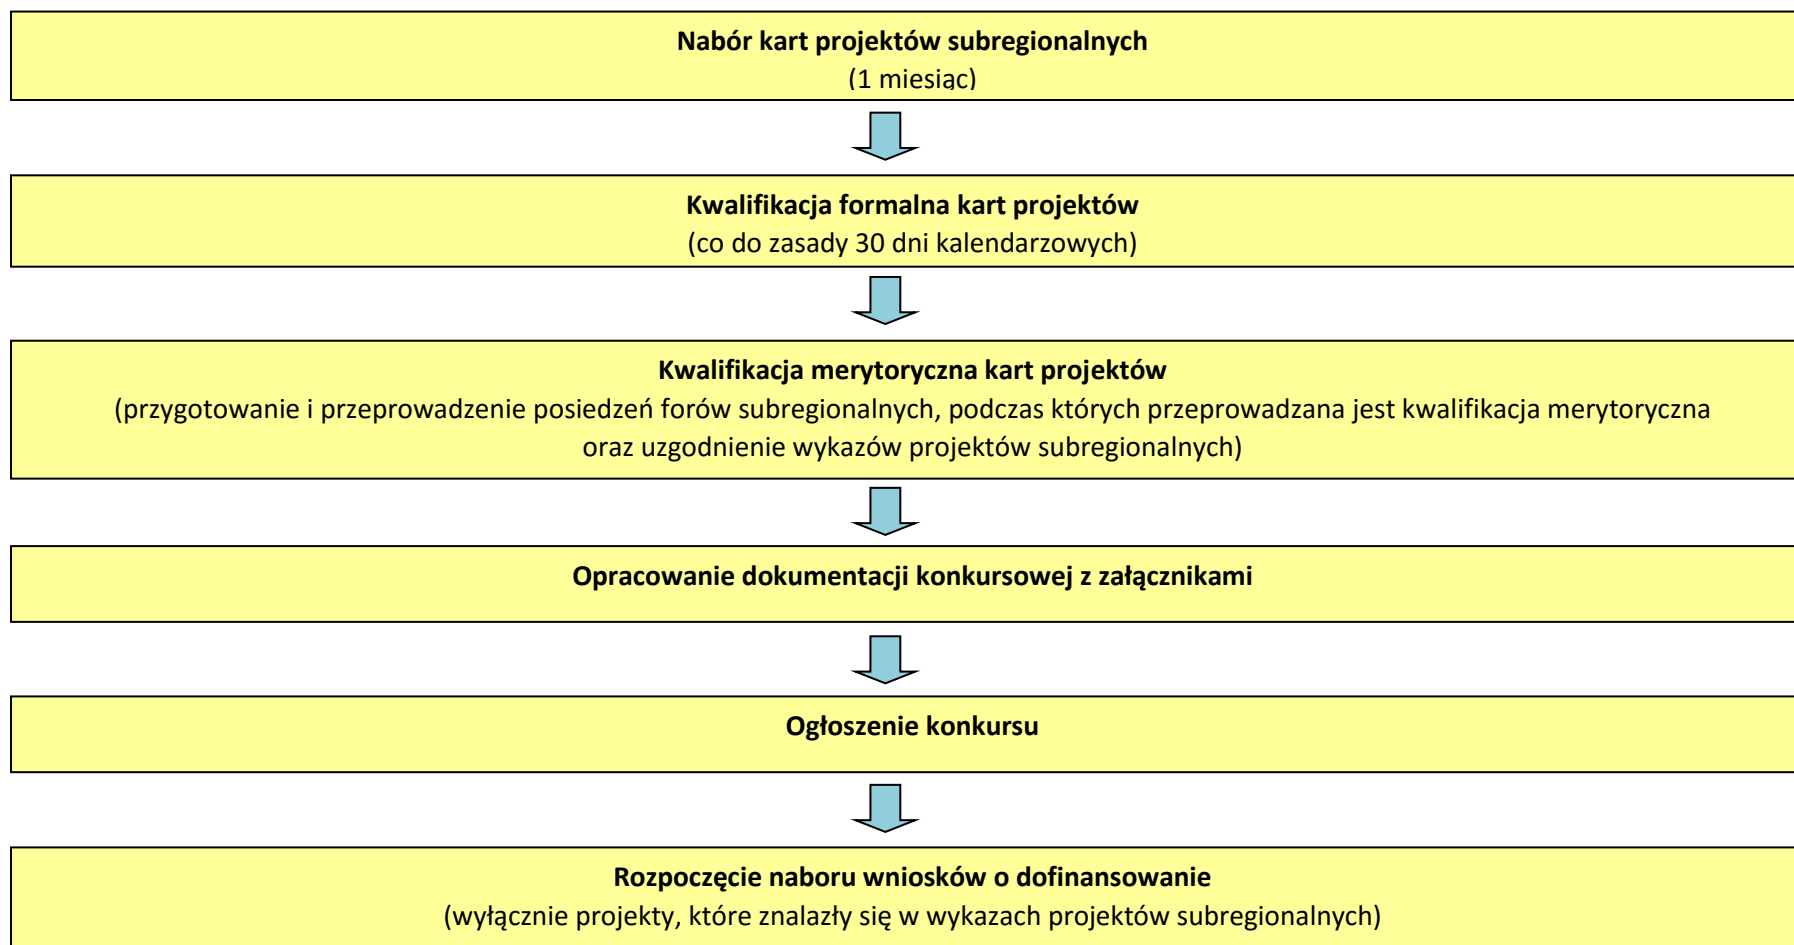 Nabór kart projektów subregionalnych
(1 miesiąc)
Kwalifikacja formalna kart projektów
(co do zasady 30 dni kalendarzowych)
Kwalifikacja merytoryczna kart projektów
(przygotowanie i przeprowadzenie posiedzeń forów subregionalnych, podczas których przeprowadzana jest kwalifikacja merytoryczna
oraz uzgodnienie wykazów projektów subregionalnych)
Opracowanie dokumentacji konkursowej z załącznikami
Ogłoszenie konkursu
Rozpoczęcie naboru wniosków o dofinansowanie
(wyłącznie projekty, które znalazły się w wykazach projektów subregionalnych)